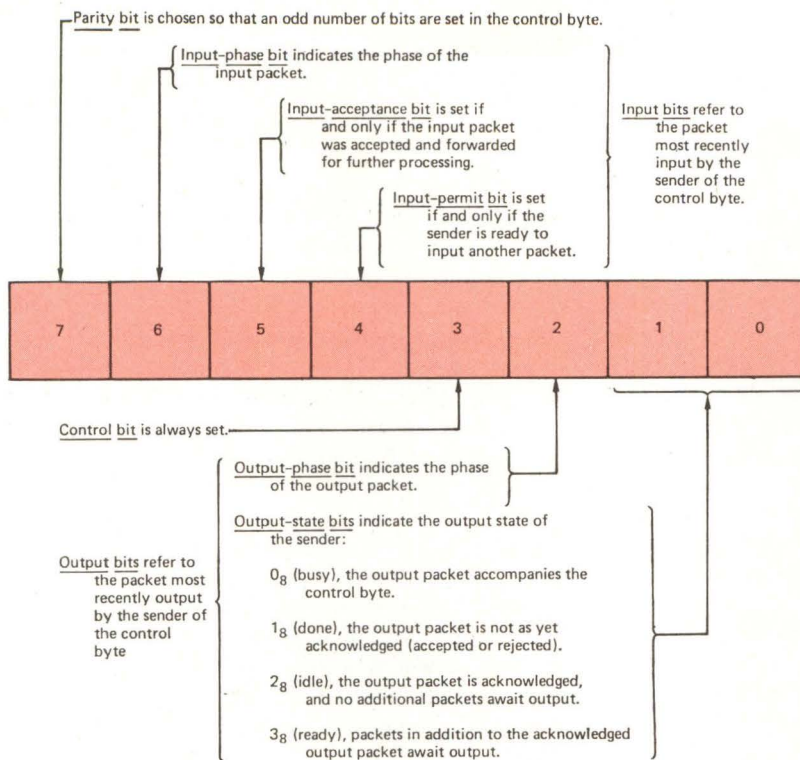 Parity bit is chosen so that an odd number of bits are set in the control byte.
Input-phase bit indicates the phase of the
input packet.
Input-acceptance bit is set if
and only if the input packet
was accepted and forwarded
for further processing.
Input-permit bit is set
if and only if the
sender is ready to
input another packet.
Input bits refer to
the packet
most recently
input by the
sender of the
control byte.
7 6 5 4 3 2 1 0
Control bit is always set.
Output-phase bit indicates the phase
of the output packet.
Output-state bits indicate the output state of
the sender:
Output bits refer to
the packet most
recently output
by the sender of
the control
byte
0₈ (busy), the output packet accompanies the
control byte.
1₈ (done), the output packet is not as yet
acknowledged (accepted or rejected).
2₈ (idle), the output packet is acknowledged,
and no additional packets await output.
3₈ (ready), packets in addition to the acknowledged
output packet await output.